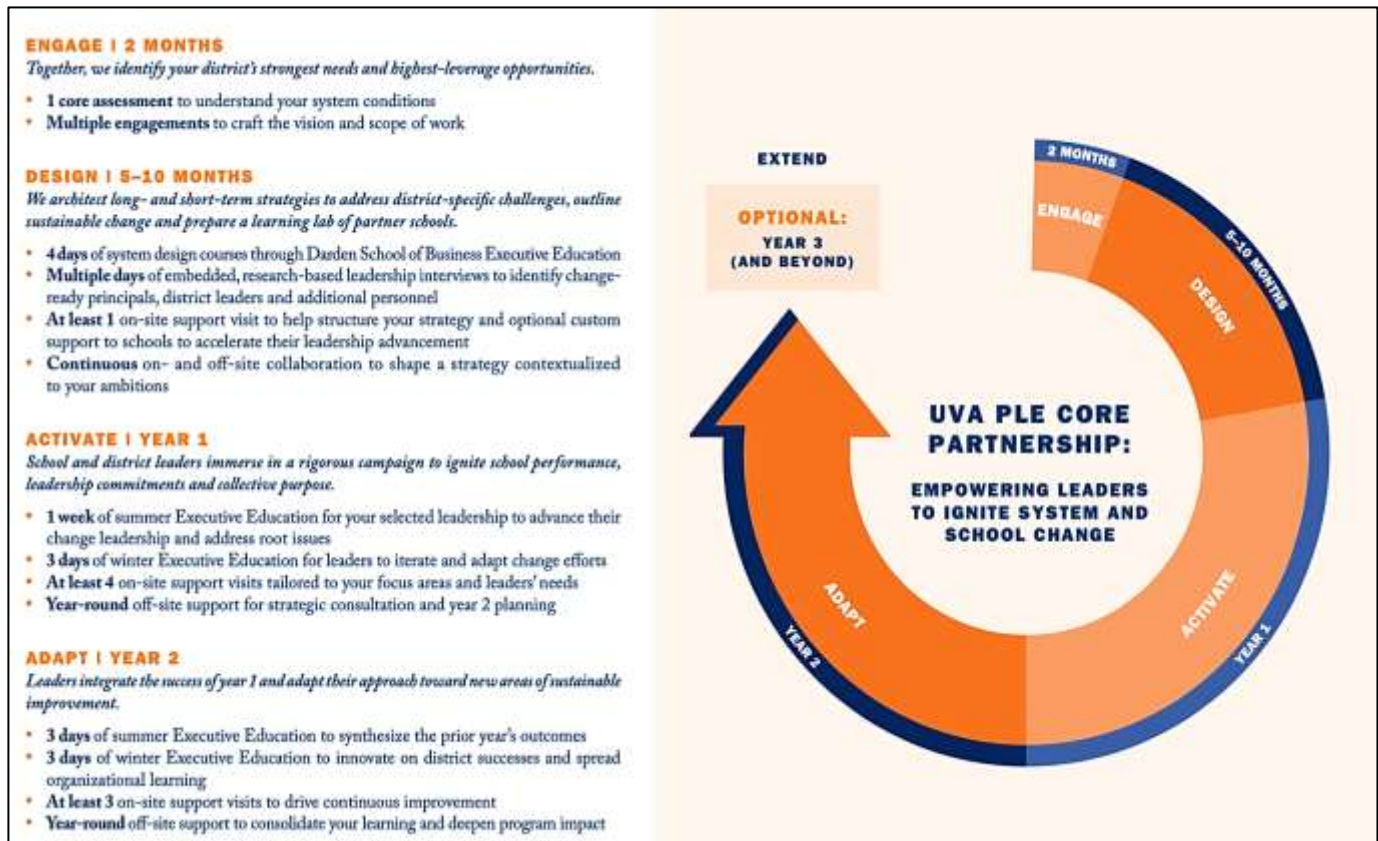 ENGAGE | 2 MONTHS
Together, we identify your district's strongest needs and highest-leverage opportunities.
• 1 core assessment to understand your system conditions
• Multiple engagements to craft the vision and scope of work
DESIGN | 5–10 MONTHS
We architect long- and short-term strategies to address district-specific challenges, outline
sustainable change and prepare a learning lab of partner schools.
• 4 days of system design courses through Darden School of Business Executive Education
• Multiple days of embedded, research-based leadership interviews to identify change-
ready principals, district leaders and additional personnel
• At least 1 on-site support visit to help structure your strategy and optional custom
support to schools to accelerate their leadership advancement
• Continuous on- and off-site collaboration to shape a strategy contextualized
to your ambitions
ACTIVATE | YEAR 1
School and district leaders immerse in a rigorous campaign to ignite school performance,
leadership commitments and collective purpose.
• 1 week of summer Executive Education for your selected leadership to advance their
change leadership and address root issues
• 3 days of winter Executive Education for leaders to iterate and adapt change efforts
• At least 4 on-site support visits tailored to your focus areas and leaders' needs
• Year-round off-site support for strategic consultation and year 2 planning
ADAPT | YEAR 2
Leaders integrate the success of year 1 and adapt their approach toward new areas of sustainable
improvement.
• 3 days of summer Executive Education to synthesize the prior year's outcomes
• 3 days of winter Executive Education to innovate on district successes and spread
organizational learning
• At least 3 on-site support visits to drive continuous improvement
• Year-round off-site support to consolidate your learning and deepen program impact
EXTEND
OPTIONAL:
YEAR 3
(AND BEYOND)
2 MONTHS
ENGAGE
5–10 MONTHS
DESIGN
UVA PLE CORE
PARTNERSHIP:
EMPOWERING LEADERS
TO IGNITE SYSTEM AND
SCHOOL CHANGE
ACTIVATE
YEAR 1
ADAPT
YEAR 2